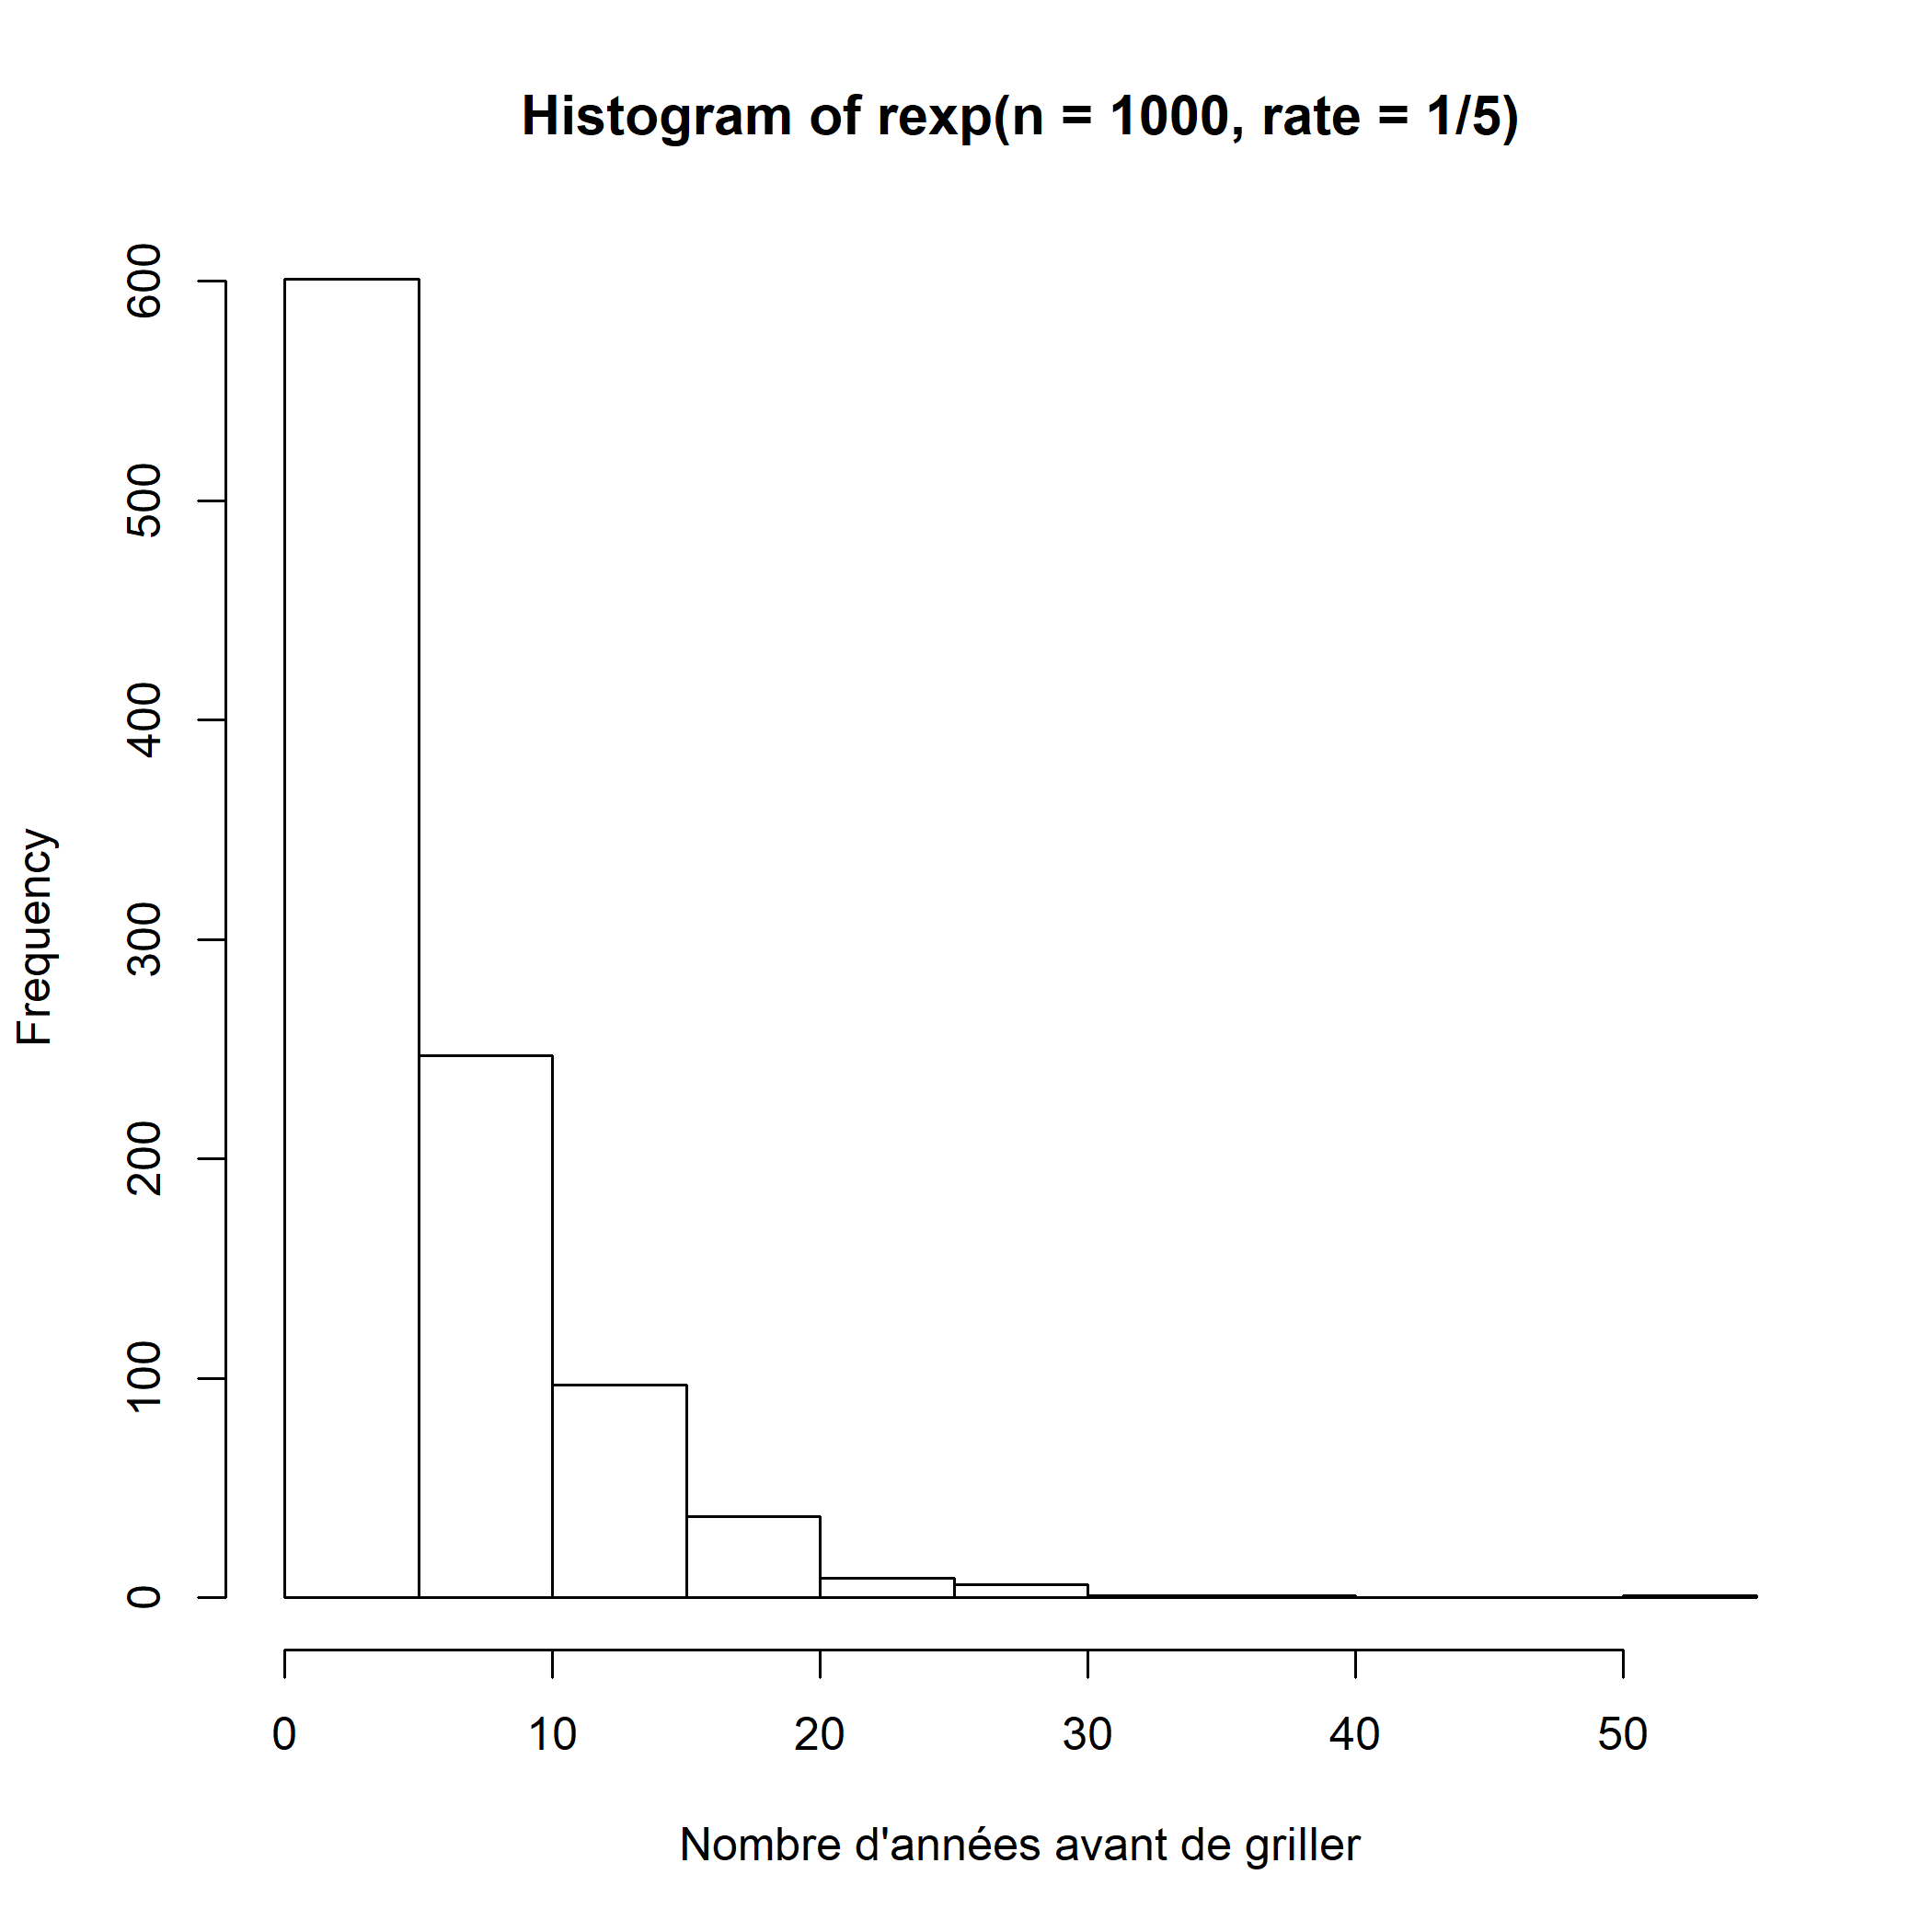 Histogram of rexp(n = 1000, rate = 1/5)
600
500
400
300
200
100
0
Frequency
0 10 20 30 40 50
Nombre d'années avant de griller